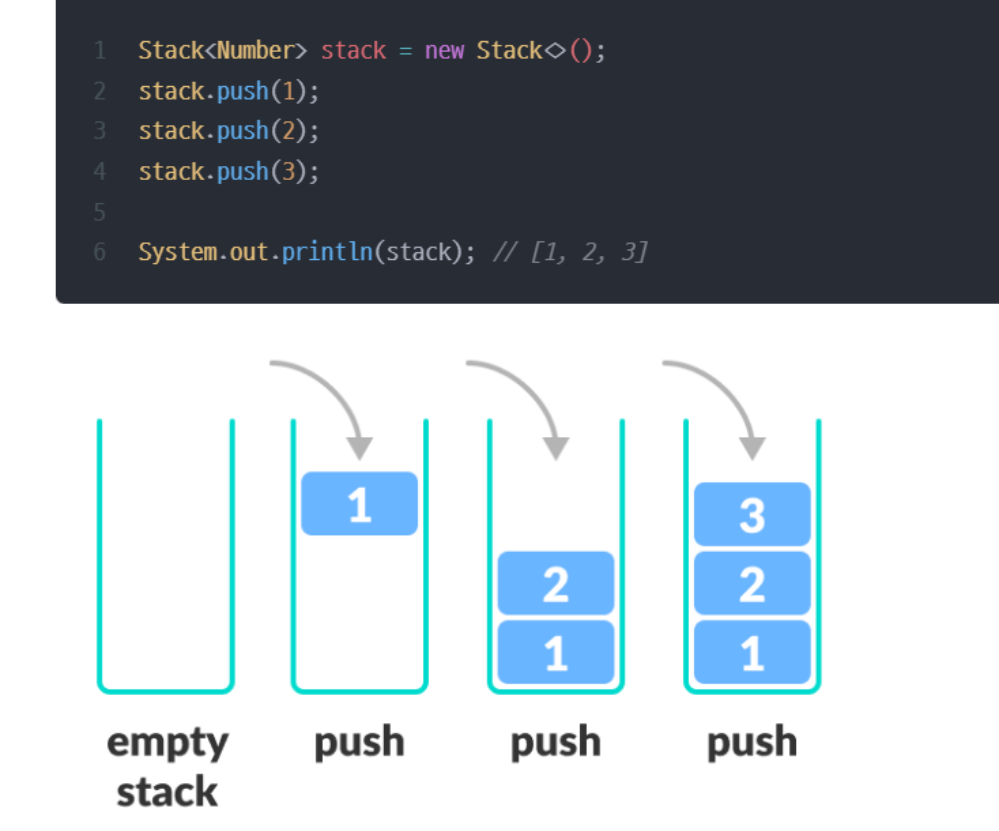 1 Stack<Number> stack = new Stack<>();
2 stack.push(1);
3 stack.push(2);
4 stack.push(3);
5
6 System.out.println(stack); // [1, 2, 3]
1
2
1
3
2
1
empty
stack
push
push
push